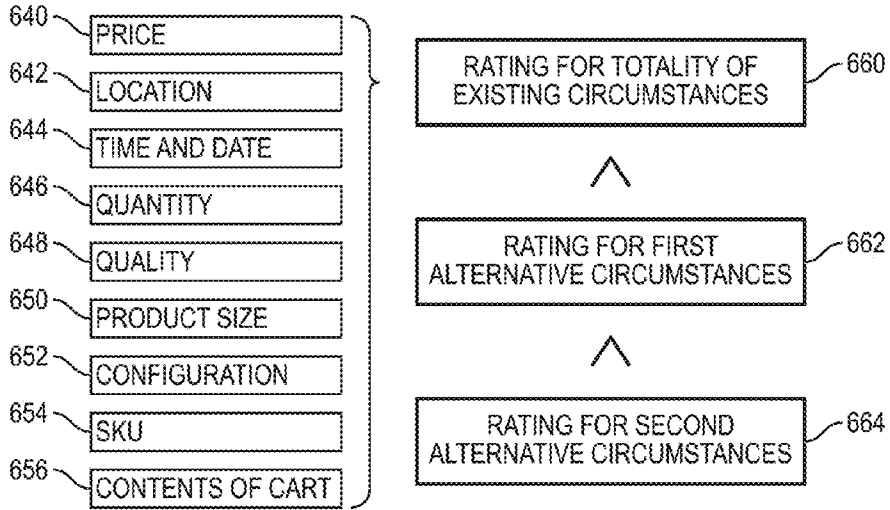 640
PRICE
642
LOCATION
644
TIME AND DATE
646
QUANTITY
648
QUALITY
650
PRODUCT SIZE
652
CONFIGURATION
654
SKU
656
CONTENTS OF CART
RATING FOR TOTALITY OF
EXISTING CIRCUMSTANCES
660
RATING FOR FIRST
ALTERNATIVE CIRCUMSTANCES
662
RATING FOR SECOND
ALTERNATIVE CIRCUMSTANCES
664